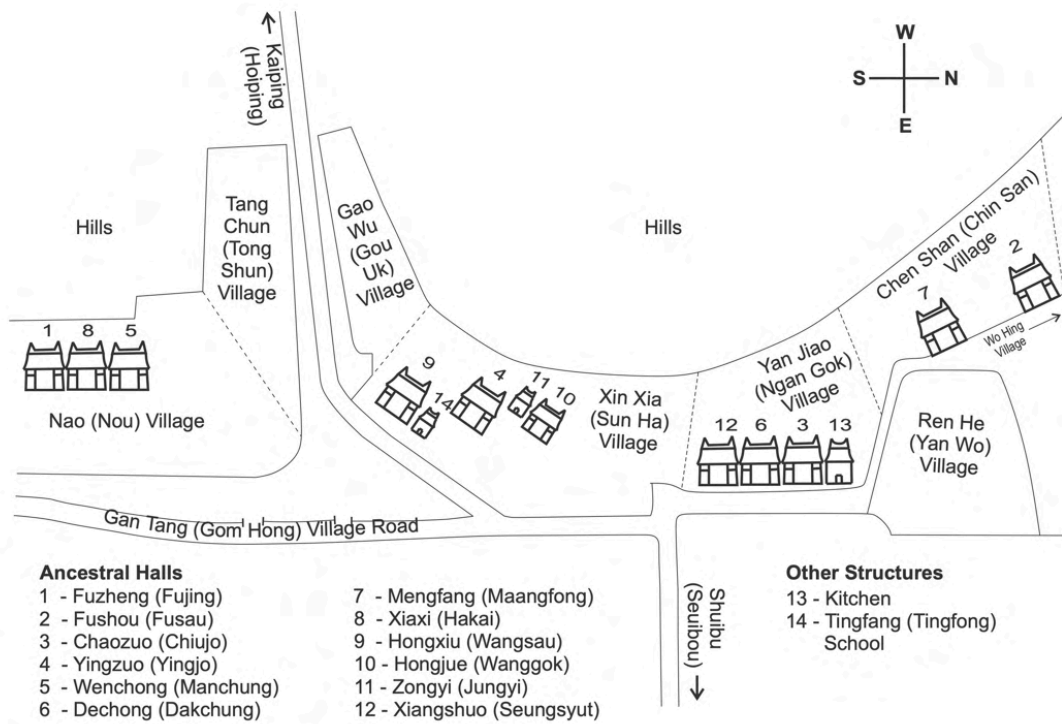 W
S
N
E
Kaiping
(Hoiping)
Hills
Tang
Chun
(Tong
Shun)
Village
Gao
Wu
(Gou
Uk)
Village
Hills
Chen Shan (Chin San)
Village
2
7
Wo Hing
Village
1 8 5
Nao (Nou) Village
9
14
4
11
10
Xin Xia
(Sun Ha)
Village
Yan Jiao
(Ngan Gok)
Village
12 6 3 13
Ren He
(Yan Wo)
Village
Gan Tang (Gom Hong) Village Road
Shuibu
(Seuibou)
Ancestral Halls
1 - Fuzheng (Fujing)
2 - Fushou (Fusau)
3 - Chaozuo (Chiujo)
4 - Yingzuo (Yingjo)
5 - Wenchong (Manchung)
6 - Dechong (Dakchung)
7 - Mengfang (Maangfong)
8 - Xiaxi (Hakai)
9 - Hongxiu (Wangsau)
10 - Hongjue (Wanggok)
11 - Zongyi (Jungyi)
12 - Xiangshuo (Seungsyut)
Other Structures
13 - Kitchen
14 - Tingfang (Tingfong)
School